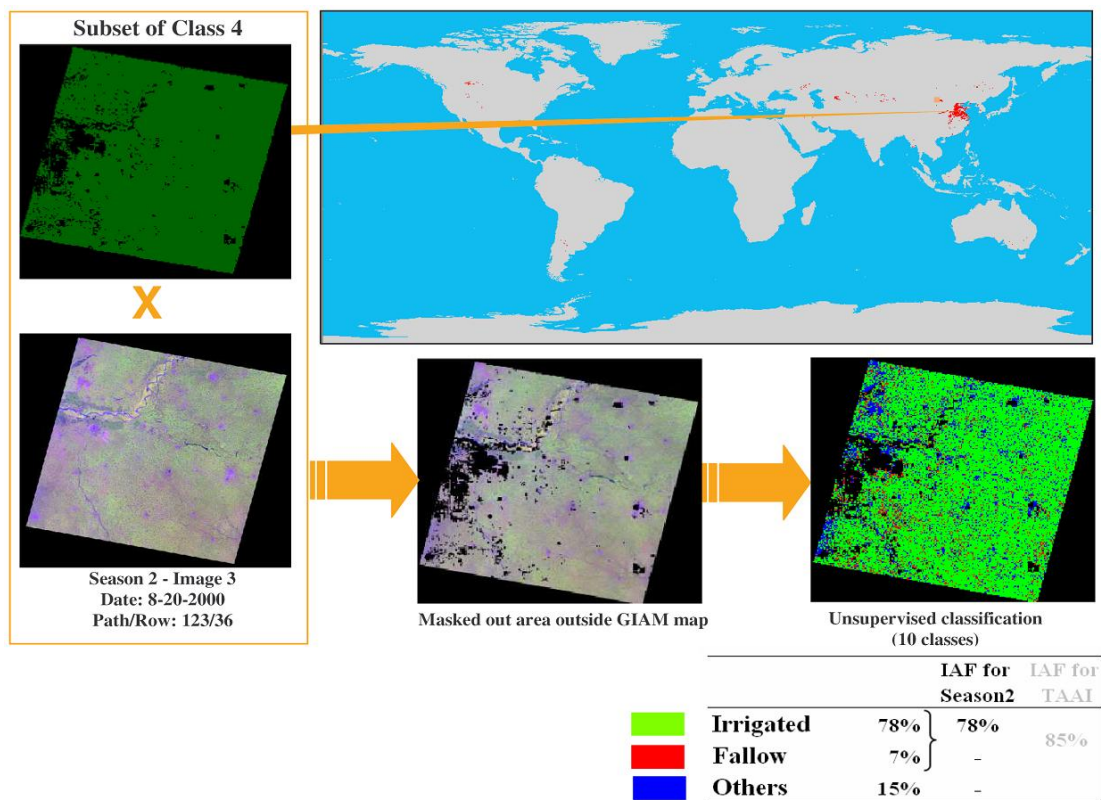 Subset of Class 4
X
Season 2 - Image 3
Date: 8-20-2000
Path/Row: 123/36
Masked out area outside GIAM map
Unsupervised classification
(10 classes)
IAF for IAF for
Season2 TAAI
Irrigated 78% 78%
85%
Fallow 7% -
Others 15% -